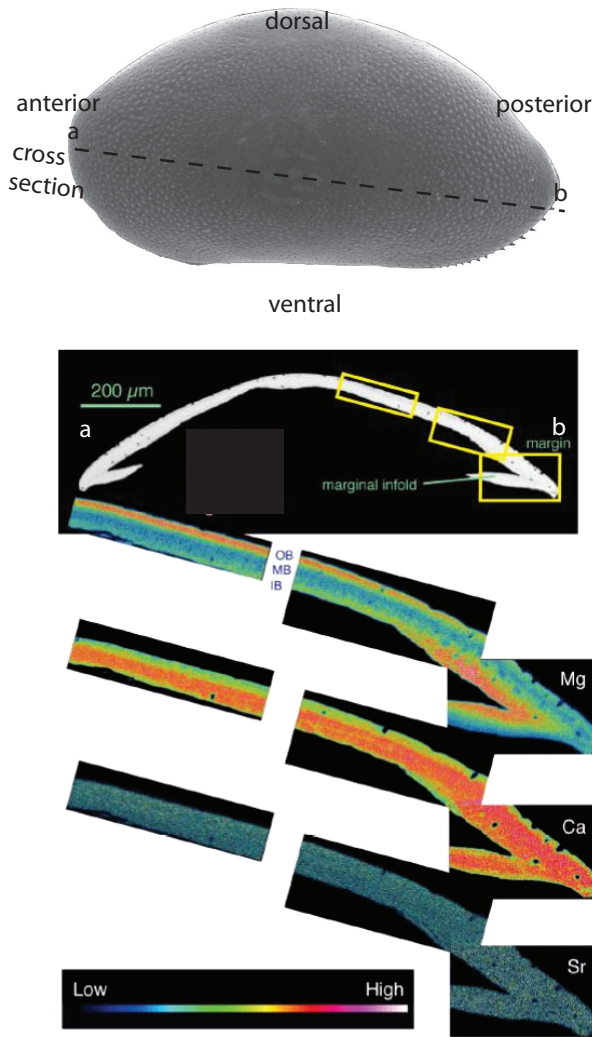 dorsal
anterior
posterior
a
cross
section
b
ventral
200 µm
a
b
margin
marginal infold
OB
MB
IB
Mg
Ca
Sr
Low
High